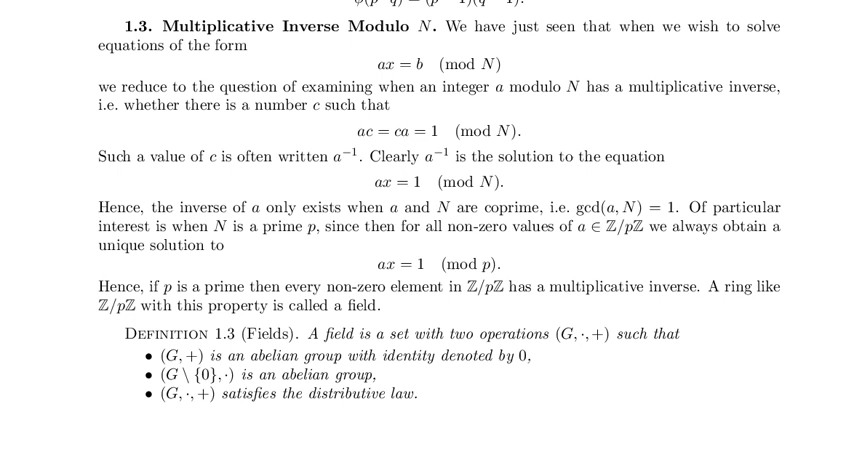 1.3. Multiplicative Inverse Modulo N. We have just seen that when we wish to solve
equations of the form
ax = b (mod N)
we reduce to the question of examining when an integer a modulo N has a multiplicative inverse,
i.e. whether there is a number c such that
ac = ca = 1 (mod N).
Such a value of c is often written a⁻¹. Clearly a⁻¹ is the solution to the equation
ax = 1 (mod N).
Hence, the inverse of a only exists when a and N are coprime, i.e. gcd(a, N) = 1. Of particular
interest is when N is a prime p, since then for all non-zero values of a ∈ ℤ/pℤ we always obtain a
unique solution to
ax = 1 (mod p).
Hence, if p is a prime then every non-zero element in ℤ/pℤ has a multiplicative inverse. A ring like
ℤ/pℤ with this property is called a field.
DEFINITION 1.3 (Fields). A field is a set with two operations (G, ·, +) such that
• (G, +) is an abelian group with identity denoted by 0,
• (G \ {0}, ·) is an abelian group,
• (G, ·, +) satisfies the distributive law.